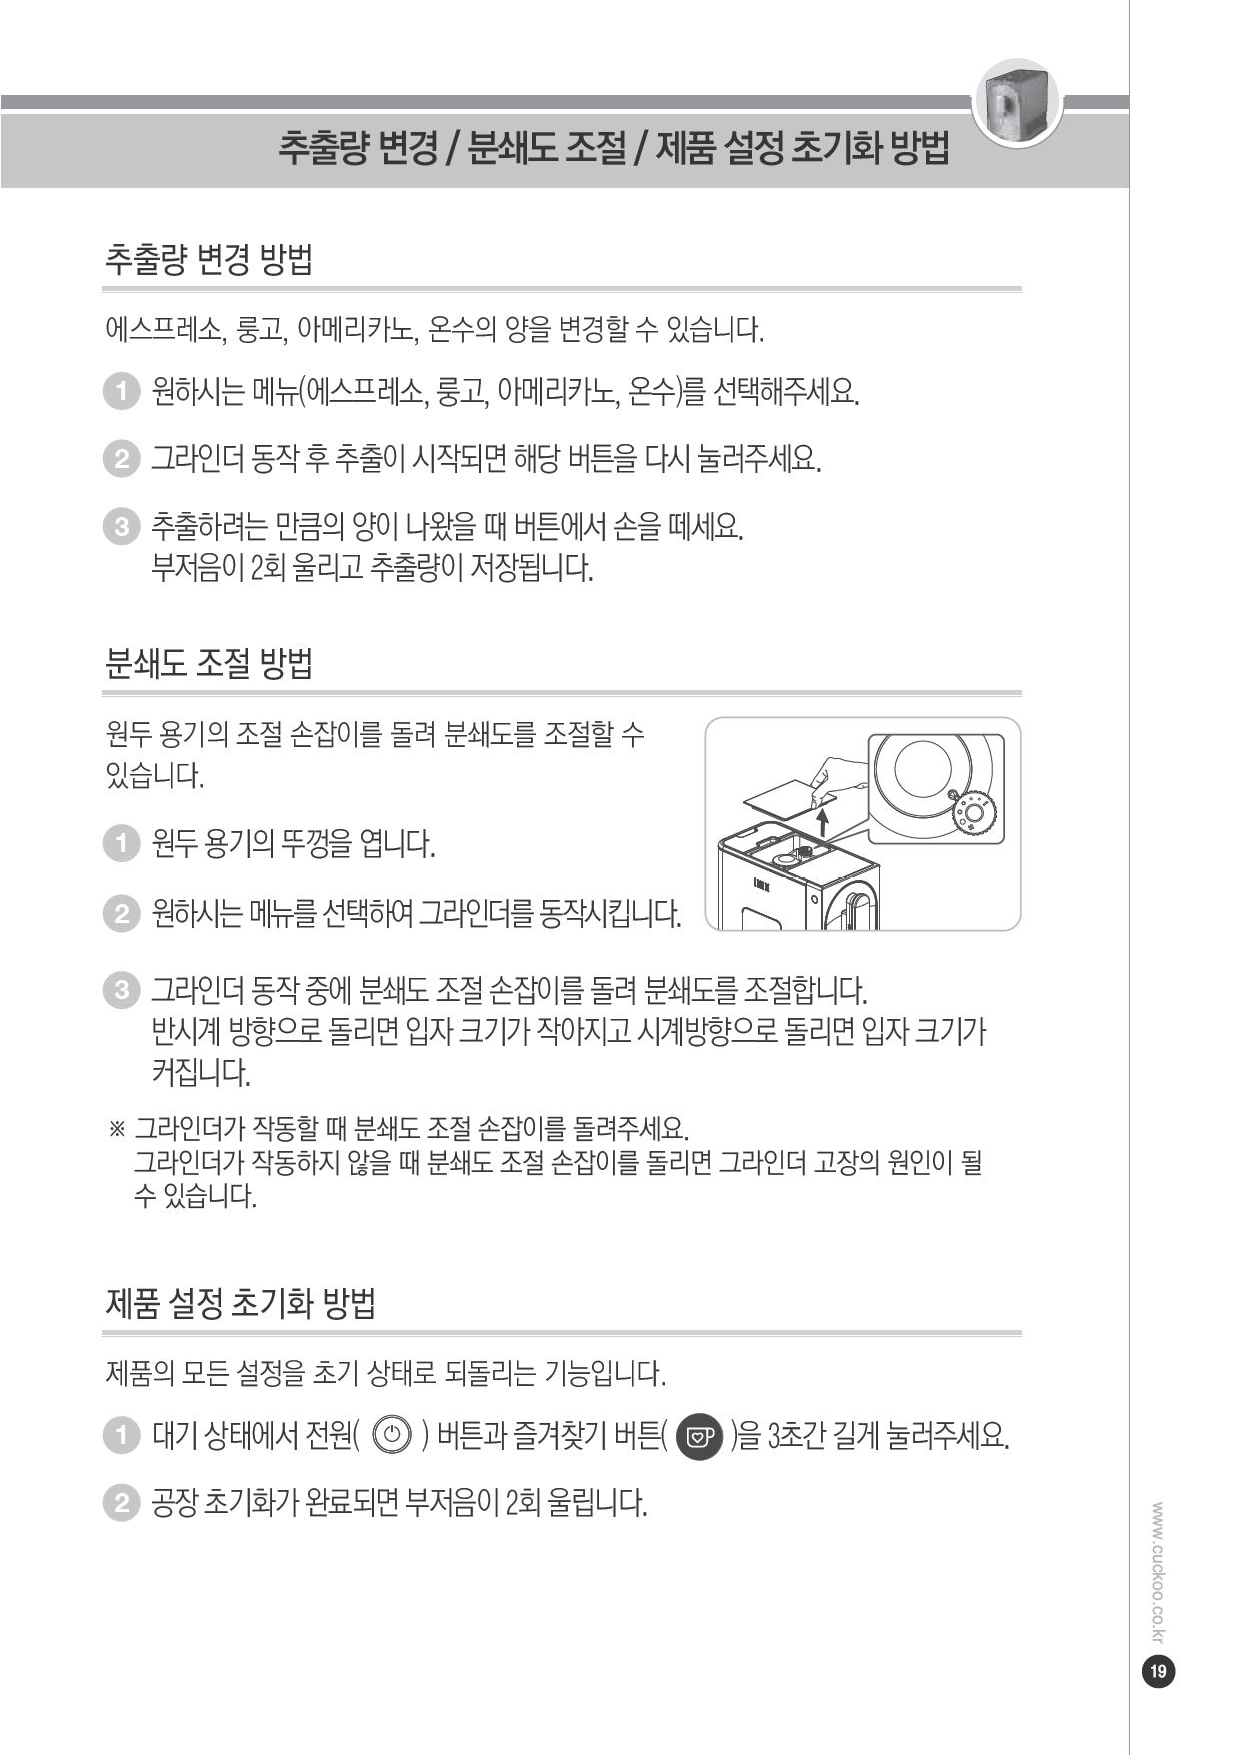 추출량 변경 / 분쇄도 조절 / 제품 설정 초기화 방법
추출량 변경 방법
에스프레소, 룽고, 아메리카노, 온수의 양을 변경할 수 있습니다.
1 원하시는 메뉴(에스프레소, 룽고, 아메리카노, 온수)를 선택해주세요.
2 그라인더 동작 후 추출이 시작되면 해당 버튼을 다시 눌러주세요.
3 추출하려는 만큼의 양이 나왔을 때 버튼에서 손을 떼세요.
부저음이 2회 울리고 추출량이 저장됩니다.
분쇄도 조절 방법
원두 용기의 조절 손잡이를 돌려 분쇄도를 조절할 수
있습니다.
1 원두 용기의 뚜껑을 엽니다.
2 원하시는 메뉴를 선택하여 그라인더를 동작시킵니다.
3 그라인더 동작 중에 분쇄도 조절 손잡이를 돌려 분쇄도를 조절합니다.
반시계 방향으로 돌리면 입자 크기가 작아지고 시계방향으로 돌리면 입자 크기가
커집니다.
※ 그라인더가 작동할 때 분쇄도 조절 손잡이를 돌려주세요.
그라인더가 작동하지 않을 때 분쇄도 조절 손잡이를 돌리면 그라인더 고장의 원인이 될
수 있습니다.
제품 설정 초기화 방법
제품의 모든 설정을 초기 상태로 되돌리는 기능입니다.
1 대기 상태에서 전원( ) 버튼과 즐겨찾기 버튼( )을 3초간 길게 눌러주세요.
2 공장 초기화가 완료되면 부저음이 2회 울립니다.
www.cuckoo.co.kr
19